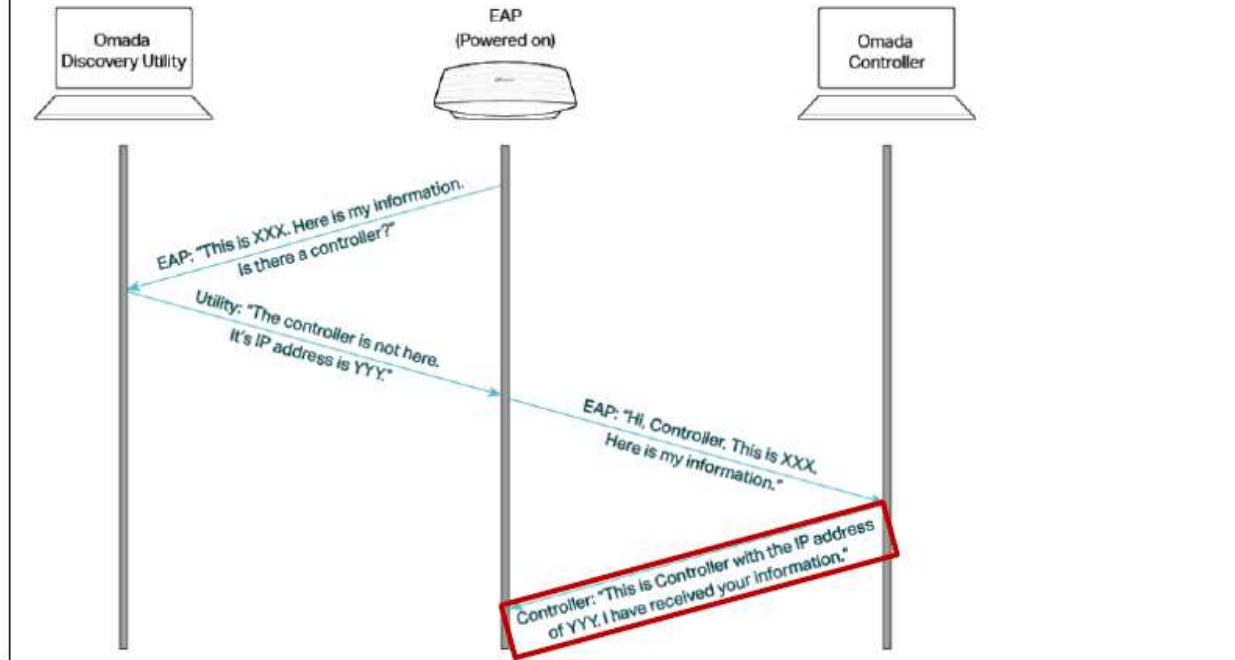 Omada
Discovery Utility
EAP
(Powered on)
Omada
Controller
EAP: "This is XXX. Here is my information.
Is there a controller?"
Utility: "The controller is not here.
It's IP address is YYY."
EAP: "Hi, Controller. This is XXX.
Here is my information."
Controller: "This is Controller with the IP address
of YYY. I have received your information."